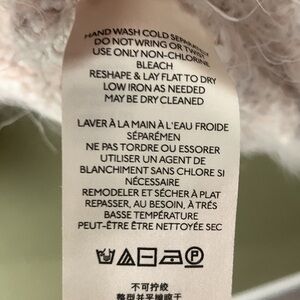 HAND WASH COLD SEPARATELY
DO NOT WRING OR TWIST
USE ONLY NON-CHLORINE
BLEACH
RESHAPE & LAY FLAT TO DRY
LOW IRON AS NEEDED
MAY BE DRY CLEANED
LAVER À LA MAIN À L'EAU FROIDE
SÉPARÉMEN
NE PAS TORDRE OU ESSORER
UTILISER UN AGENT DE
BLANCHIMENT SANS CHLORE SI
NÉCESSAIRE
REMODELER ET SÉCHER À PLAT
REPASSER, AU BESOIN, À TRÈS
BASSE TEMPÉRATURE
PEUT-ÊTRE ÊTRE NETTOYÉE SEC
P
不可拧绞